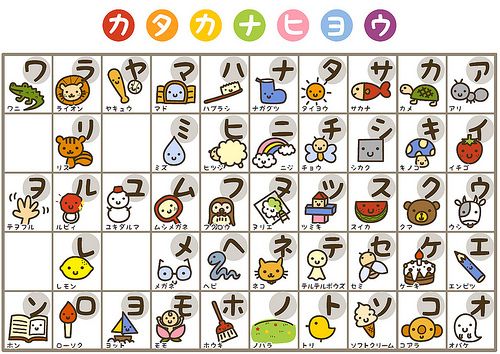 カタカナヒヨウ
ワ ラ ヤ マ ハ ナ タ サ カ ア
ワニ ライオン ヤキュウ マド ハブラシ ナガグツ タイヨウ サカナ カメ アリ
リ ミ ヒ ニ チ シ キ イ
リス ミズ ヒツジ ニジ チョウ シカク キノコ イチゴ
ヲ ル ユ ム フ ヌ ツ ス ク ウ
テヲフル ルビィ ユキダルマ ムシメガネ フクロウ ヌリエ ツミキ スイカ クマ ウシ
レ メ ヘ ネ テ セ ケ エ
レモン メガネ ヘビ ネコ テルテルボウズ セミ ケーキ エンピツ
ン ロ ヨ モ ホ ノ ト ソ コ オ
ホン ローソク ヨット モモ ホウキ ノハラ トリ ソフトクリーム コアラ オバケ